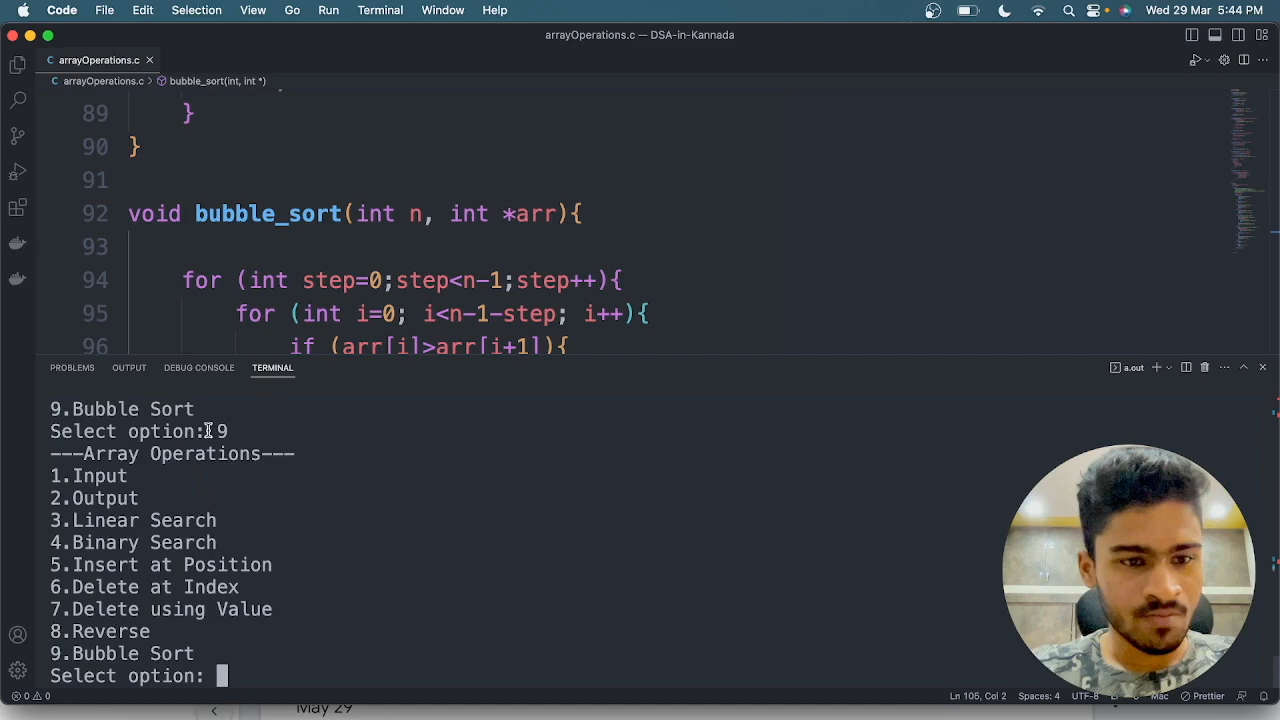 Code File Edit Selection View Go Run Terminal Window Help Wed 29 Mar 5:44 PM
arrayOperations.c — DSA-in-Kannada
arrayOperations.c
arrayOperations.c > bubble_sort(int, int *)
89 }
90 }
91
92 void bubble_sort(int n, int *arr){
93
94 for (int step=0;step<n-1;step++){
95 for (int i=0; i<n-1-step; i++){
96 if (arr[i]>arr[i+1]){
PROBLEMS OUTPUT DEBUG CONSOLE TERMINAL a.out
9.Bubble Sort
Select option: 9
---Array Operations---
1.Input
2.Output
3.Linear Search
4.Binary Search
5.Insert at Position
6.Delete at Index
7.Delete using Value
8.Reverse
9.Bubble Sort
Select option:
0 0 Ln 105, Col 2 Spaces: 4 UTF-8 Mac Prettier
May 29